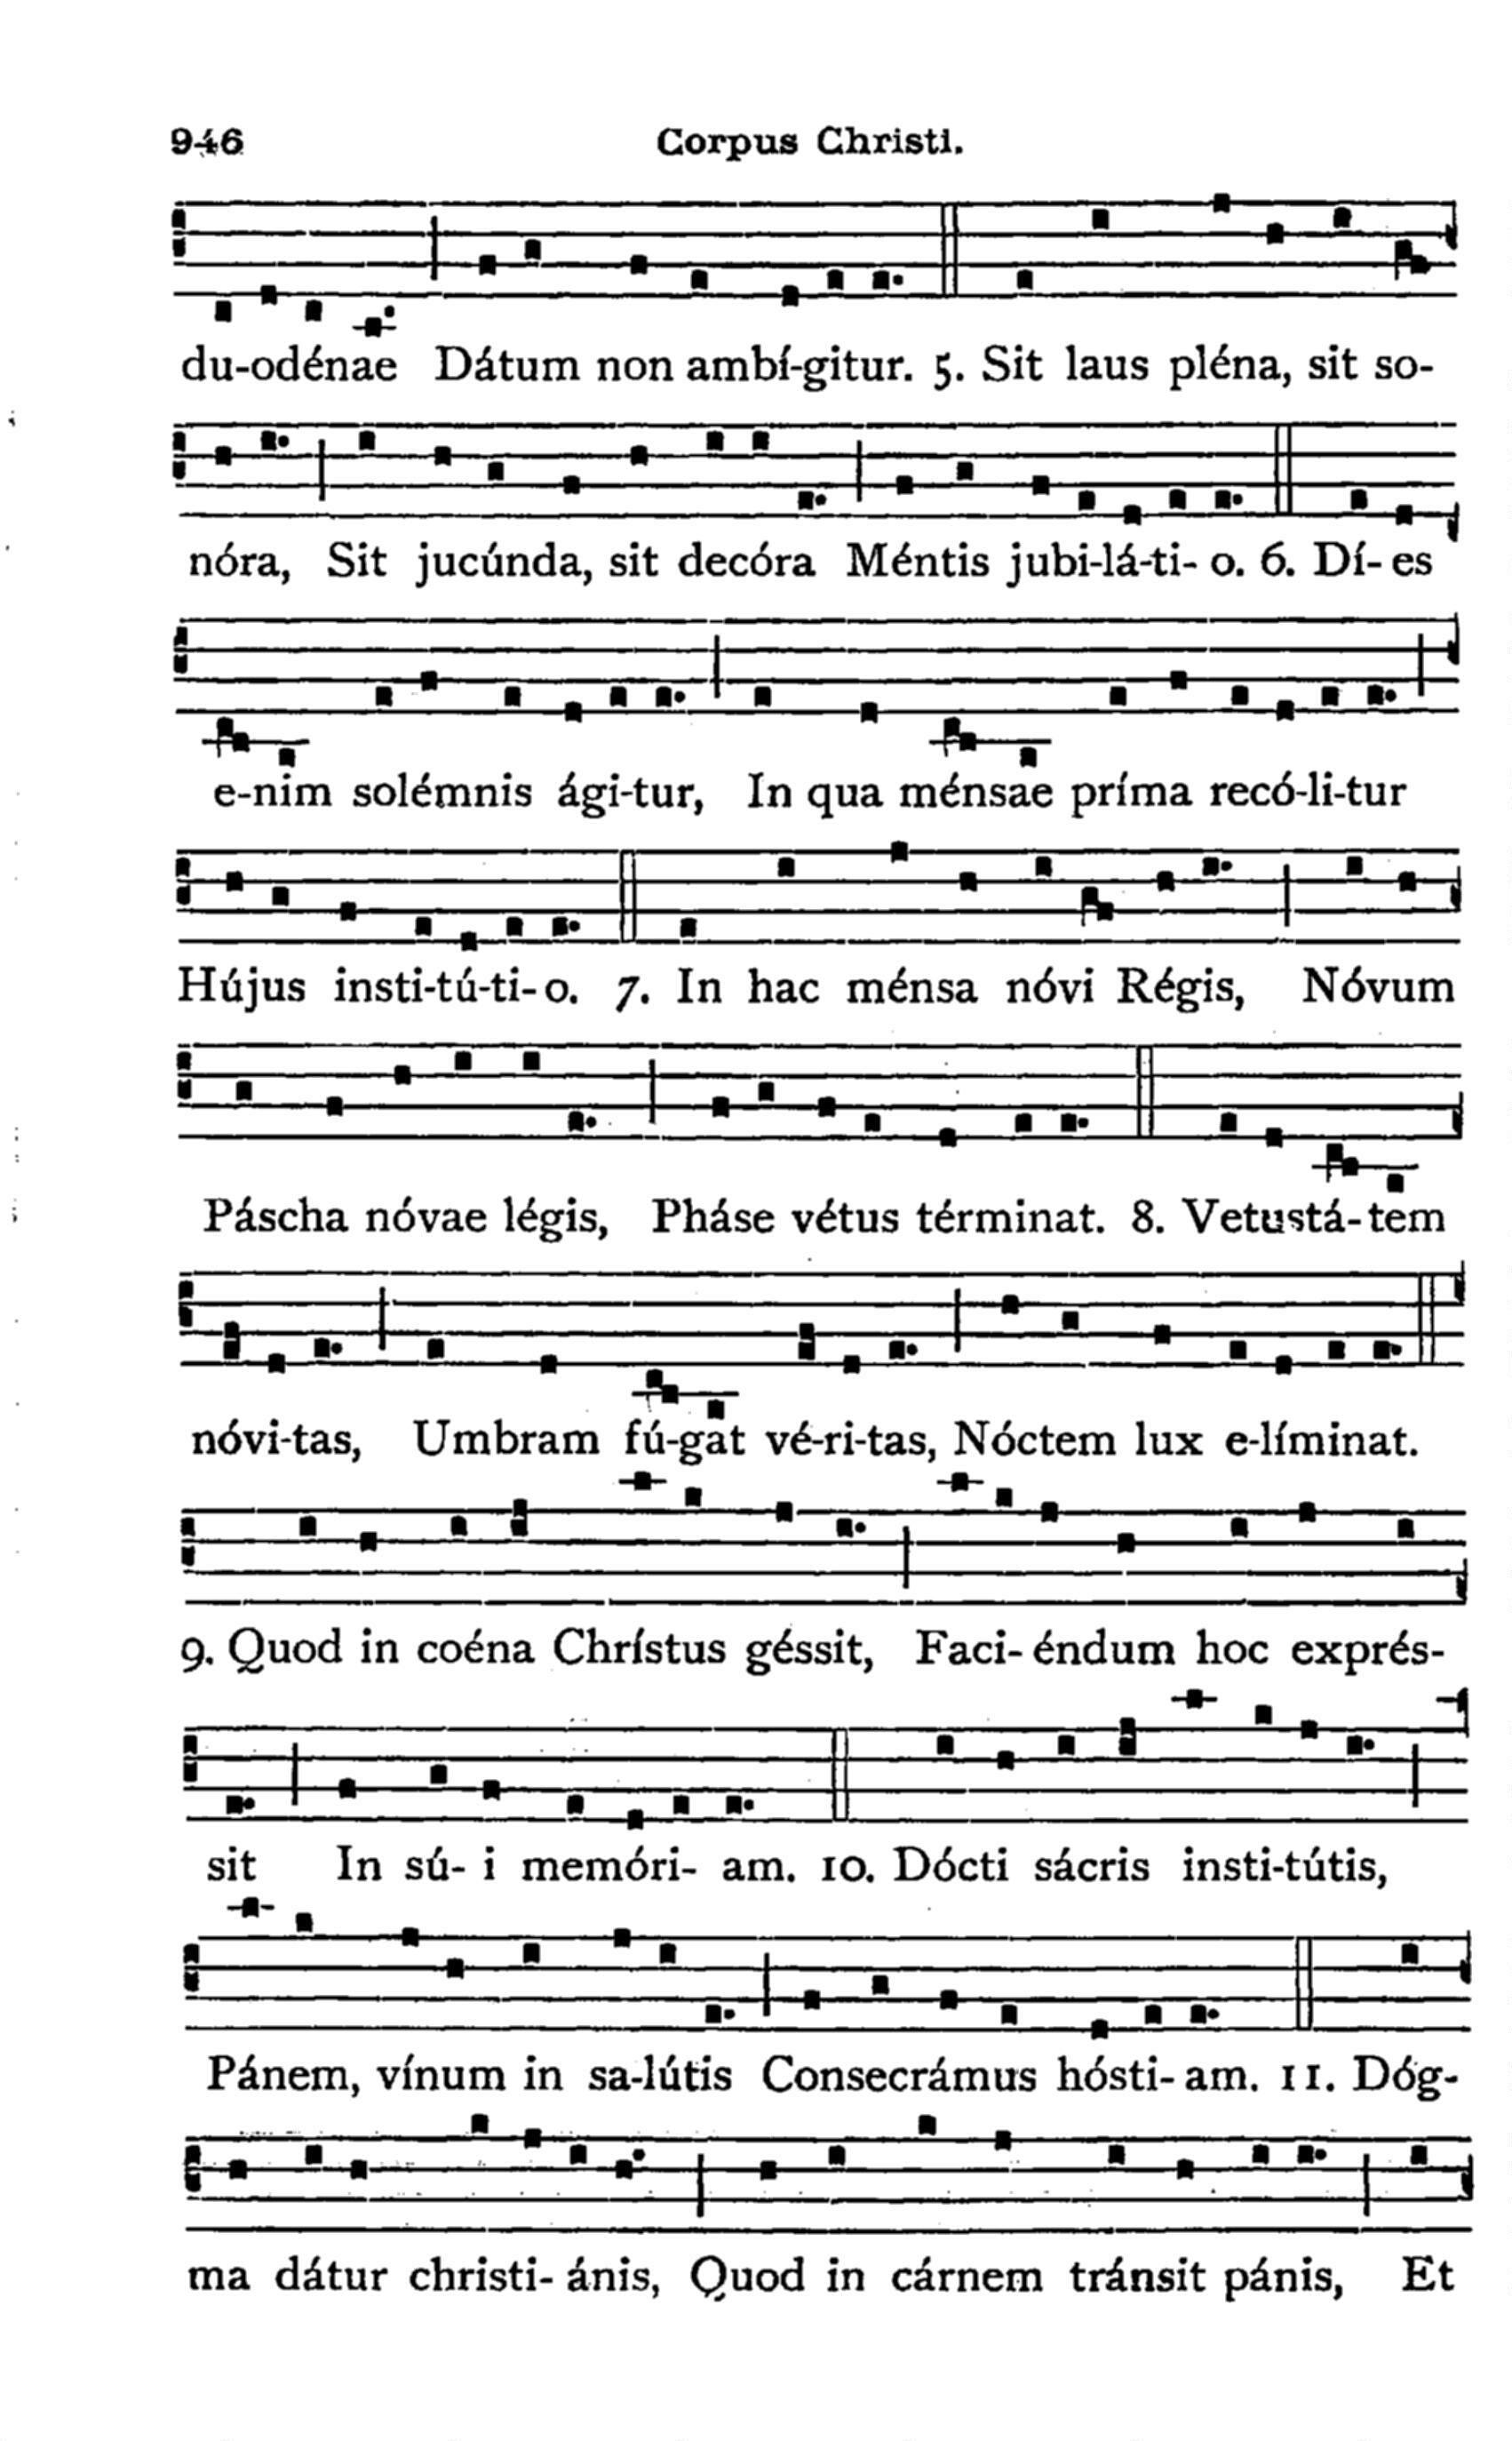 946 Corpus Christi.
du-odénae Dátum non ambí-gitur. 5. Sit laus pléna, sit so-
nóra, Sit jucúnda, sit decóra Méntis jubi-lá-ti- o. 6. Dí- es
e-nim solémnis ági-tur, In qua ménsae príma recó-li-tur
Hújus insti-tú-ti- o. 7. In hac ménsa nóvi Régis, Nóvum
Páscha nóvae légis, Pháse vétus términat. 8. Vetustá- tem
nóvi-tas, Umbram fú-gat vé-ri-tas, Nóctem lux e-líminat.
9. Quod in coéna Chrístus géssit, Faci- éndum hoc exprés-
sit In sú- i memóri- am. 10. Dócti sácris insti-tútis,
Pánem, vínum in sa-lútis Consecrámus hósti- am. 11. Dóg-
ma dátur christi- ánis, Quod in cárnem tránsit pánis, Et